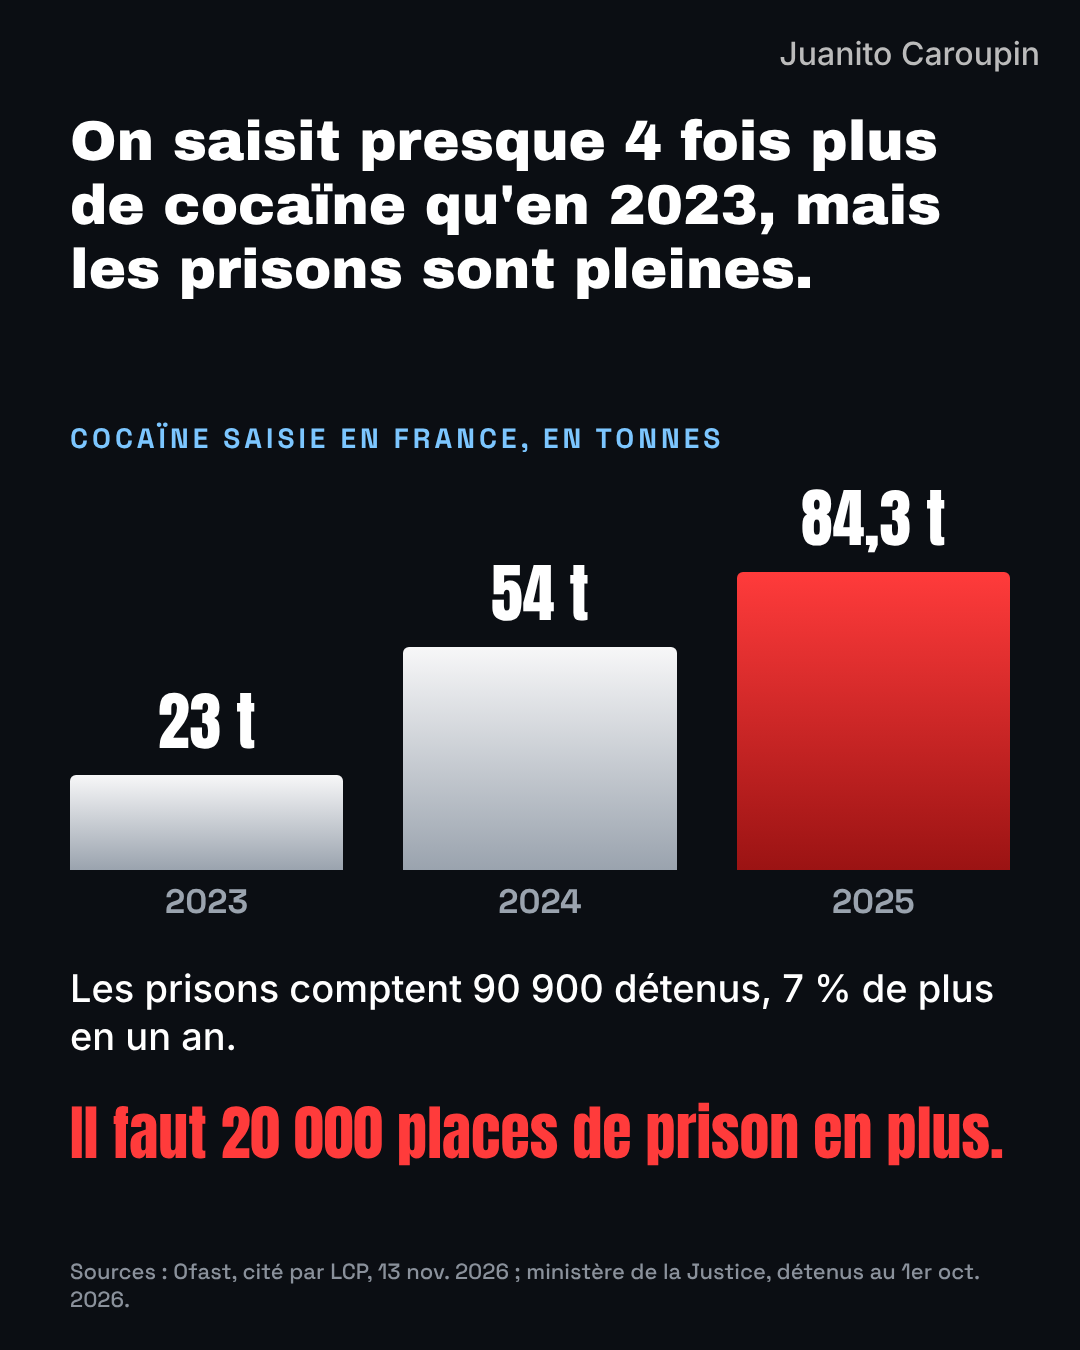 Juanito Caroupin
On saisit presque 4 fois plus
de cocaïne qu'en 2023, mais
les prisons sont pleines.
COCAÏNE SAISIE EN FRANCE, EN TONNES
23 t
54 t
84,3 t
2023
2024
2025
Les prisons comptent 90 900 détenus, 7 % de plus
en un an.
Il faut 20 000 places de prison en plus.
Sources : Ofast, cité par LCP, 13 nov. 2026 ; ministère de la Justice, détenus au 1er oct.
2026.